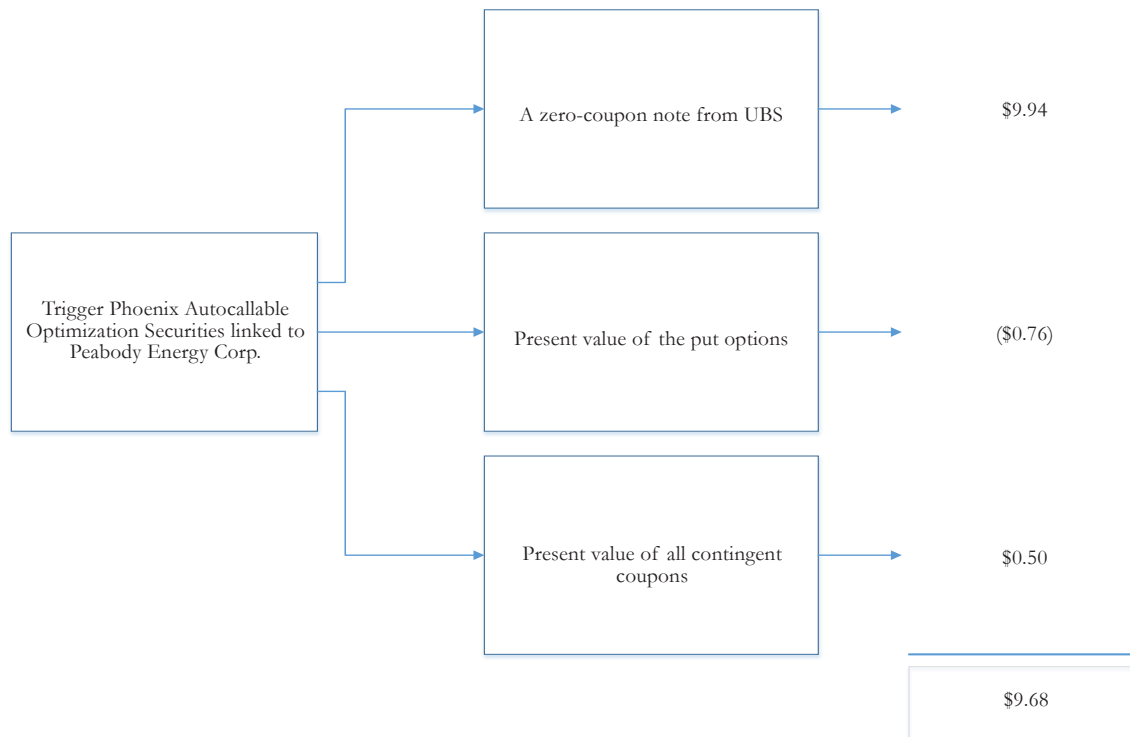 A zero-coupon note from UBS
$9.94
Trigger Phoenix Autocallable
Optimization Securities linked to
Peabody Energy Corp.
Present value of the put options
($0.76)
Present value of all contingent
coupons
$0.50
$9.68